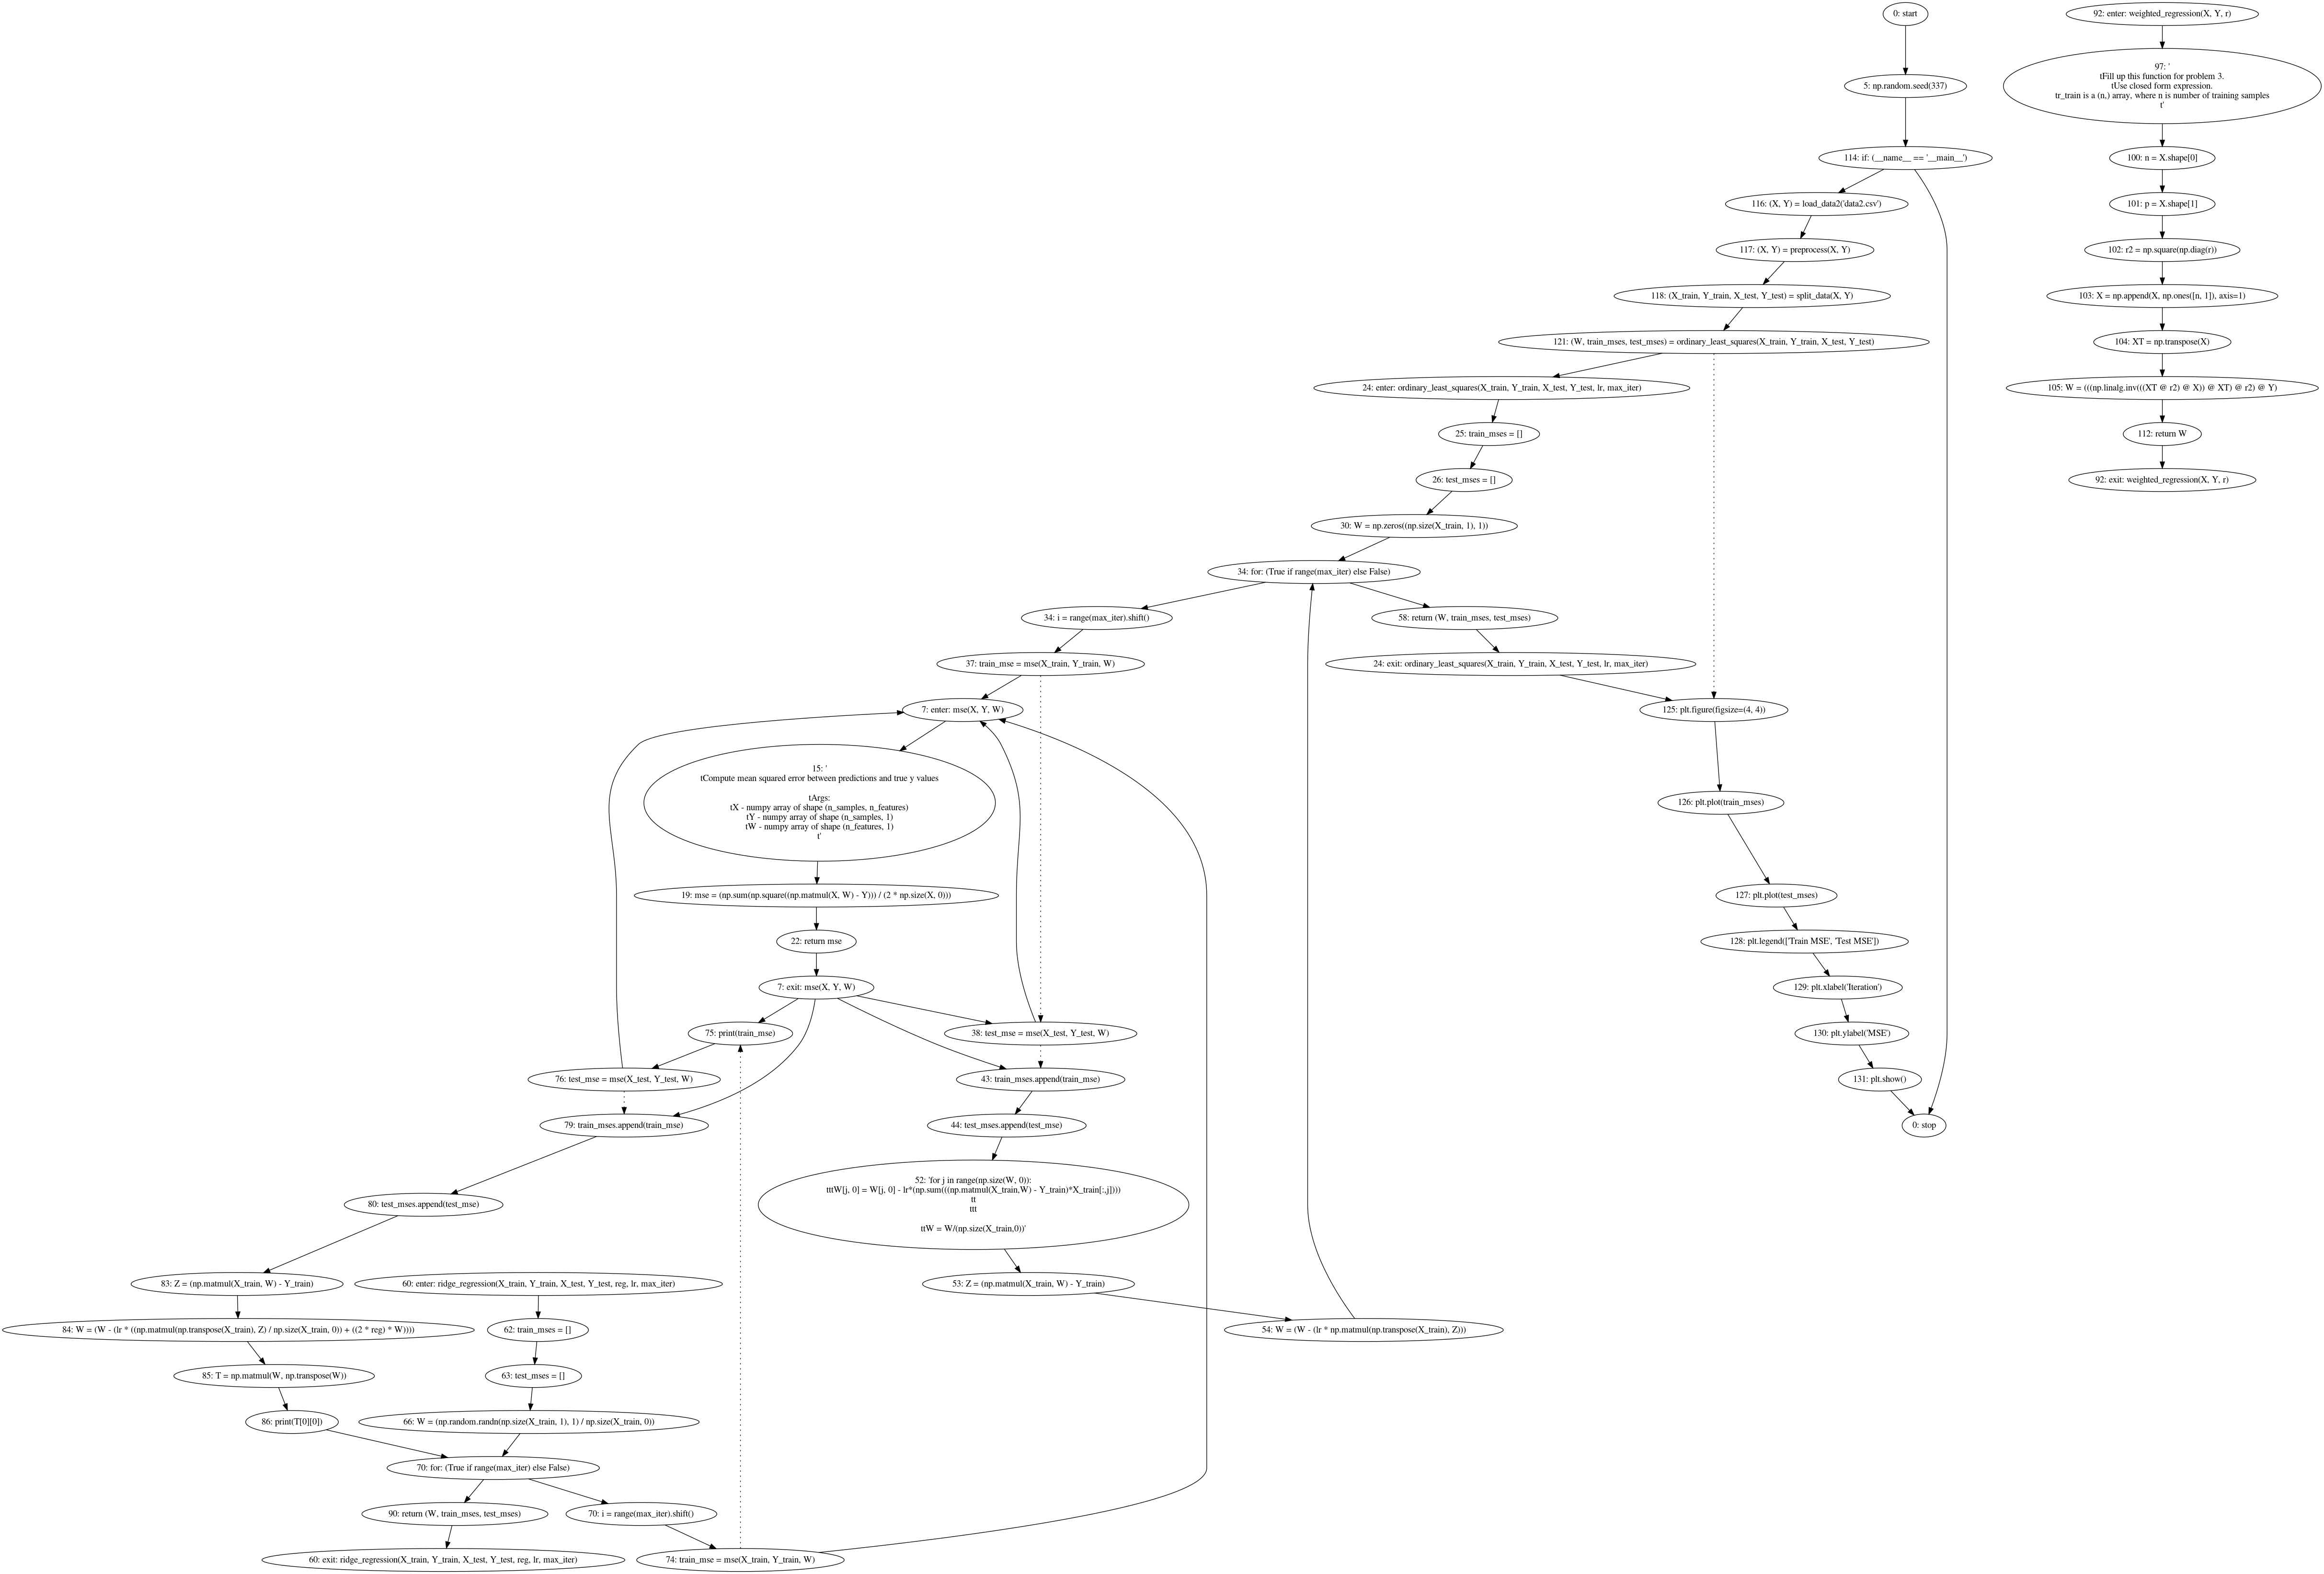 0: start
5: np.random.seed(337)
114: if: (__name__ == '__main__')
116: (X, Y) = load_data2('data2.csv')
117: (X, Y) = preprocess(X, Y)
118: (X_train, Y_train, X_test, Y_test) = split_data(X, Y)
121: (W, train_mses, test_mses) = ordinary_least_squares(X_train, Y_train, X_test, Y_test)
24: enter: ordinary_least_squares(X_train, Y_train, X_test, Y_test, lr, max_iter)
25: train_mses = []
26: test_mses = []
30: W = np.zeros((np.size(X_train, 1), 1))
34: for: (True if range(max_iter) else False)
34: i = range(max_iter).shift()
58: return (W, train_mses, test_mses)
37: train_mse = mse(X_train, Y_train, W)
24: exit: ordinary_least_squares(X_train, Y_train, X_test, Y_test, lr, max_iter)
7: enter: mse(X, Y, W)
15: '
tCompute mean squared error between predictions and true y values
tArgs:
tX - numpy array of shape (n_samples, n_features)
tY - numpy array of shape (n_samples, 1)
tW - numpy array of shape (n_features, 1)
t'
19: mse = (np.sum(np.square((np.matmul(X, W) - Y))) / (2 * np.size(X, 0)))
22: return mse
7: exit: mse(X, Y, W)
75: print(train_mse)
38: test_mse = mse(X_test, Y_test, W)
76: test_mse = mse(X_test, Y_test, W)
43: train_mses.append(train_mse)
79: train_mses.append(train_mse)
44: test_mses.append(test_mse)
80: test_mses.append(test_mse)
52: 'for j in range(np.size(W, 0)):
tttW[j, 0] = W[j, 0] - lr*(np.sum(((np.matmul(X_train,W) - Y_train)*X_train[:,j])))
tt
ttt
ttW = W/(np.size(X_train,0))'
83: Z = (np.matmul(X_train, W) - Y_train)
60: enter: ridge_regression(X_train, Y_train, X_test, Y_test, reg, lr, max_iter)
53: Z = (np.matmul(X_train, W) - Y_train)
84: W = (W - (lr * ((np.matmul(np.transpose(X_train), Z) / np.size(X_train, 0)) + ((2 * reg) * W))))
62: train_mses = []
54: W = (W - (lr * np.matmul(np.transpose(X_train), Z)))
85: T = np.matmul(W, np.transpose(W))
63: test_mses = []
86: print(T[0][0])
66: W = (np.random.randn(np.size(X_train, 1), 1) / np.size(X_train, 0))
70: for: (True if range(max_iter) else False)
90: return (W, train_mses, test_mses)
70: i = range(max_iter).shift()
60: exit: ridge_regression(X_train, Y_train, X_test, Y_test, reg, lr, max_iter)
74: train_mse = mse(X_train, Y_train, W)
125: plt.figure(figsize=(4, 4))
126: plt.plot(train_mses)
127: plt.plot(test_mses)
128: plt.legend(['Train MSE', 'Test MSE'])
129: plt.xlabel('Iteration')
130: plt.ylabel('MSE')
131: plt.show()
0: stop
92: enter: weighted_regression(X, Y, r)
97: '
tFill up this function for problem 3.
tUse closed form expression.
tr_train is a (n,) array, where n is number of training samples
t'
100: n = X.shape[0]
101: p = X.shape[1]
102: r2 = np.square(np.diag(r))
103: X = np.append(X, np.ones([n, 1]), axis=1)
104: XT = np.transpose(X)
105: W = (((np.linalg.inv(((XT @ r2) @ X)) @ XT) @ r2) @ Y)
112: return W
92: exit: weighted_regression(X, Y, r)